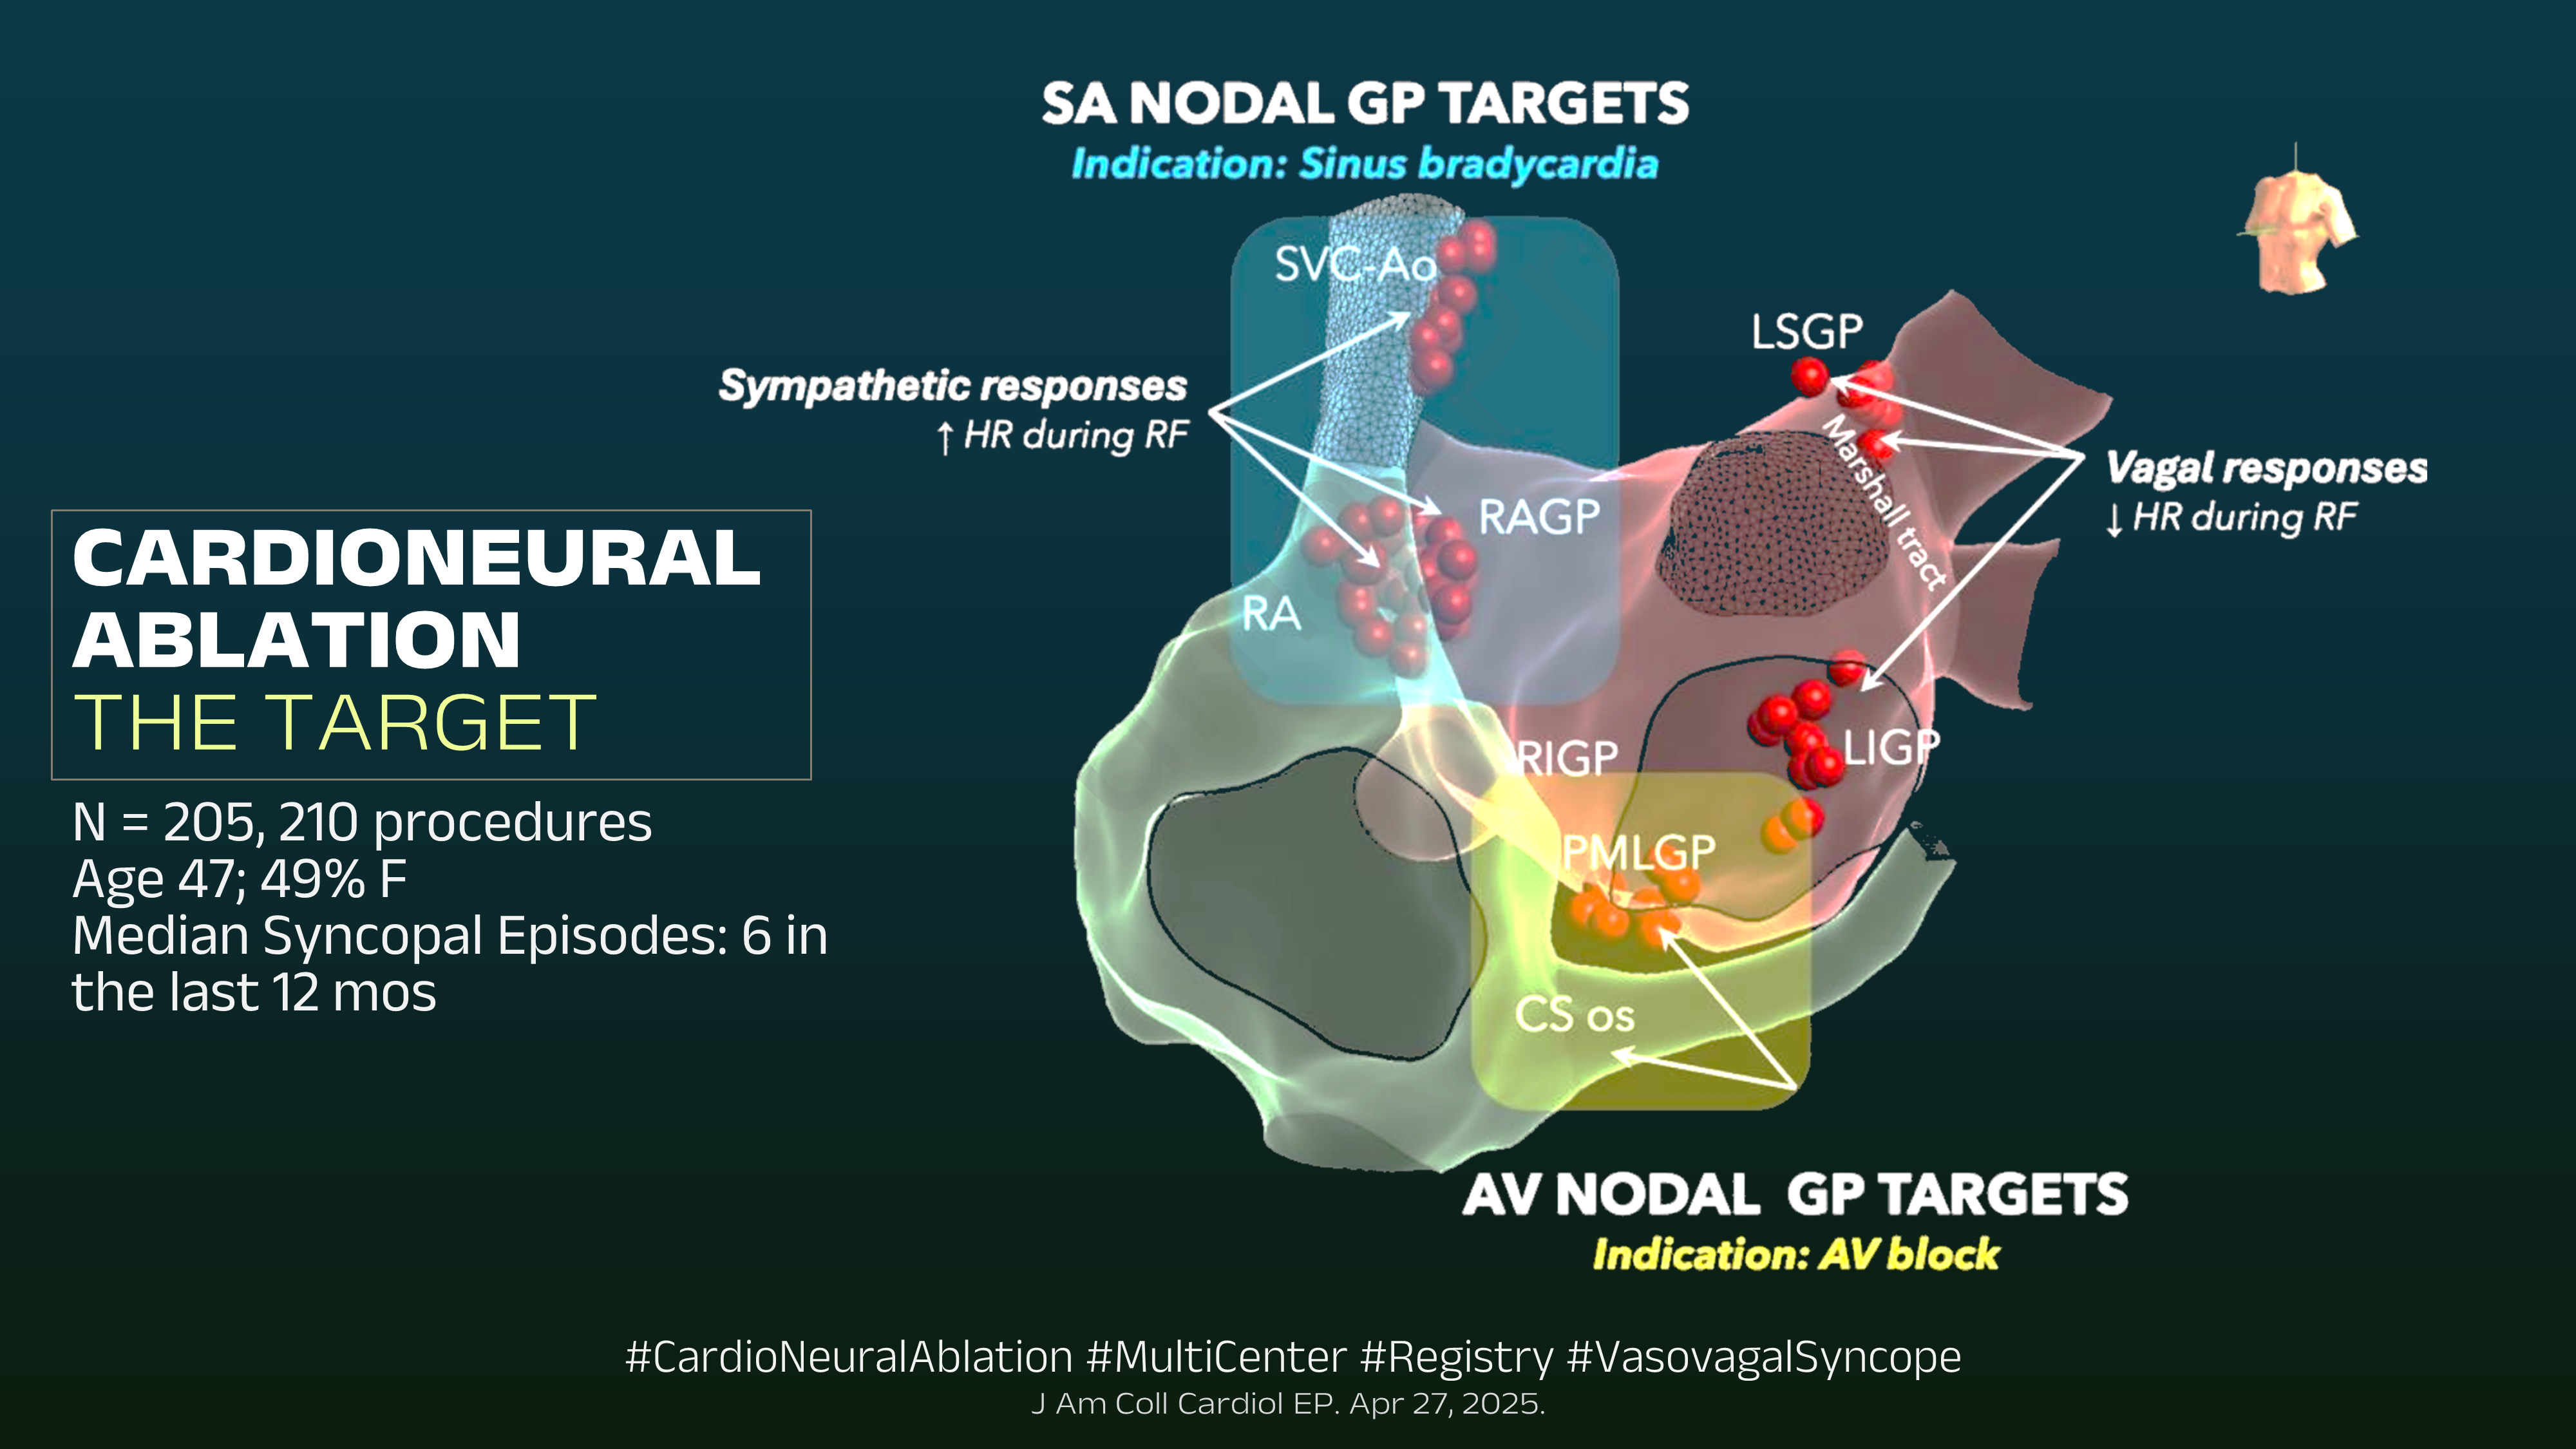 SA NODAL GP TARGETS
Indication: Sinus bradycardia
SVC-Ao
LSGP
Sympathetic responses
↑ HR during RF
Marshall tract
Vagal responses
↓ HR during RF
RAGP
RA
CARDIONEURAL
ABLATION
THE TARGET
RIGP
LIGP
N = 205, 210 procedures
Age 47; 49% F
Median Syncopal Episodes: 6 in
the last 12 mos
PMLGP
CS os
AV NODAL GP TARGETS
Indication: AV block
#CardioNeuralAblation #MultiCenter #Registry #VasovagalSyncope
J Am Coll Cardiol EP. Apr 27, 2025.